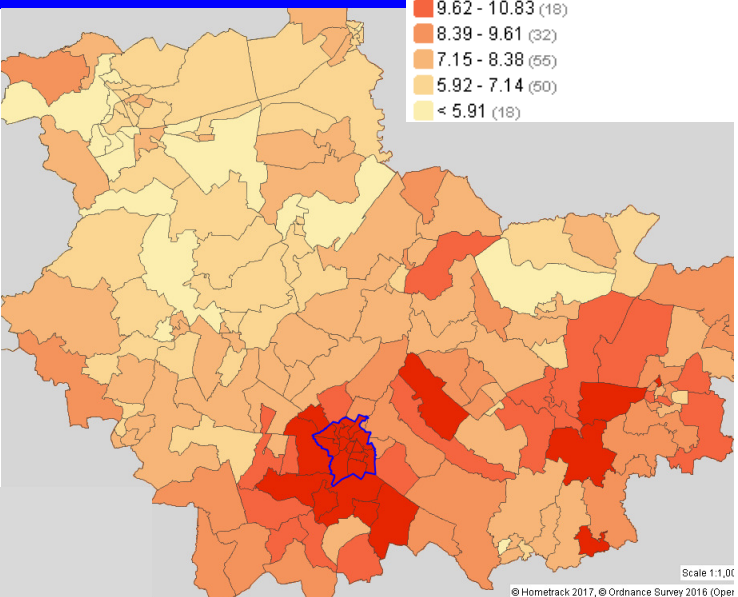 9.62 - 10.83 (18)
8.39 - 9.61 (32)
7.15 - 8.38 (55)
5.92 - 7.14 (50)
< 5.91 (18)
Scale 1:1,00
© Hometrack 2017, © Ordnance Survey 2016 (Oper